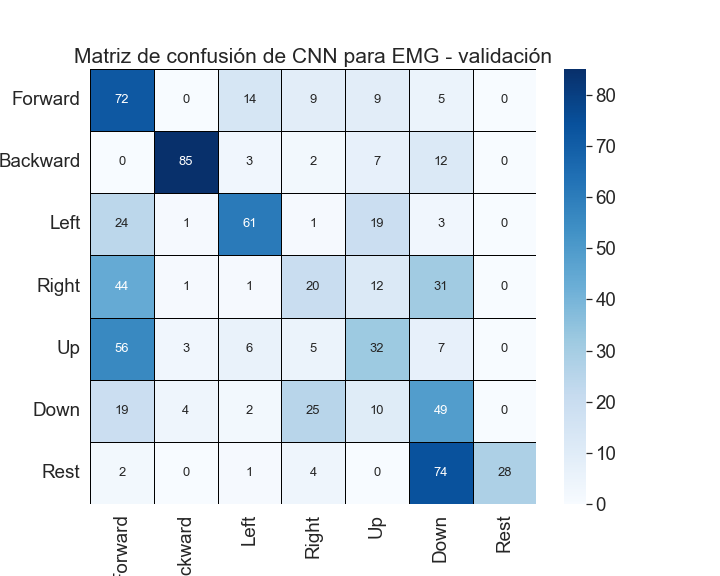 Matriz de confusión de CNN para EMG - validación
Forward 72 0 14 9 9 5 0
Backward 0 85 3 2 7 12 0
Left 24 1 61 1 19 3 0
Right 44 1 1 20 12 31 0
Up 56 3 6 5 32 7 0
Down 19 4 2 25 10 49 0
Rest 2 0 1 4 0 74 28
Forward ckward Left Right Up Down Rest
80
70
60
50
40
30
20
10
0